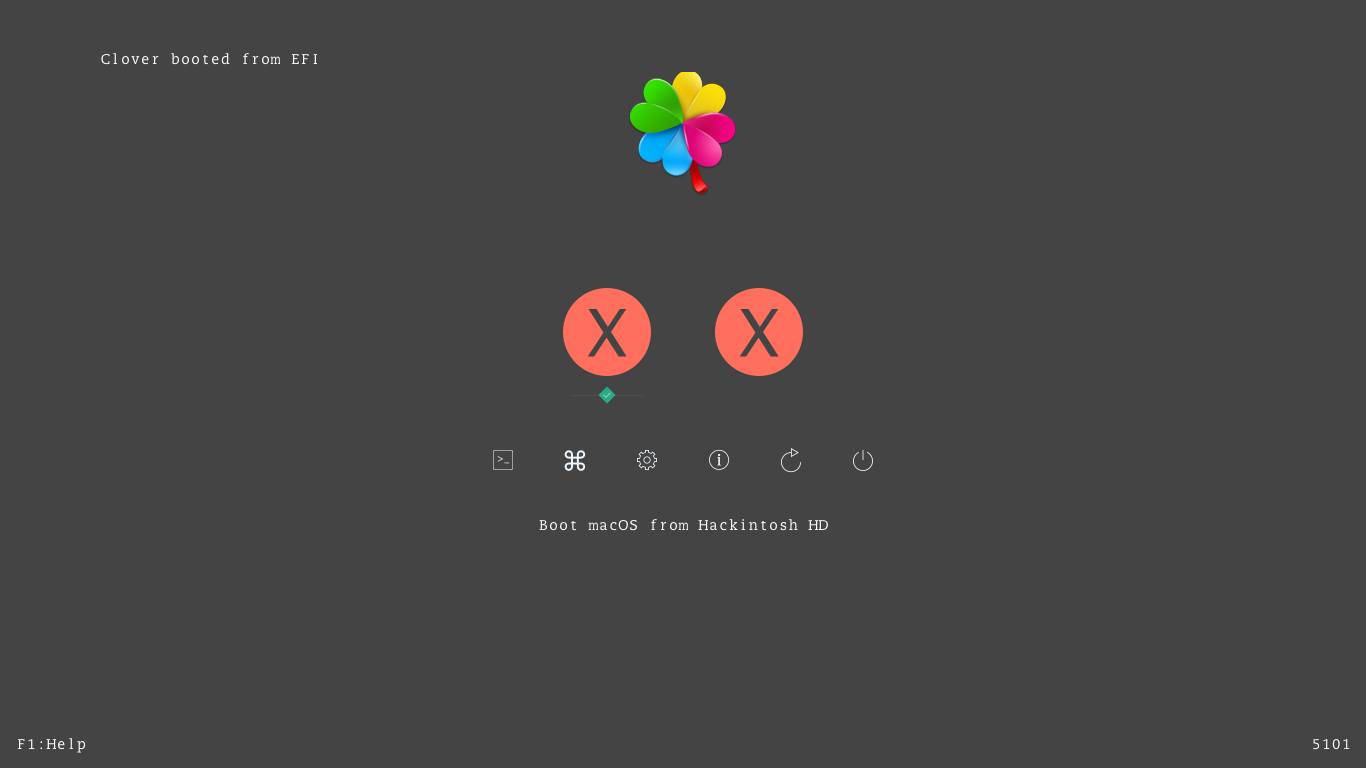 Clover booted from EFI
X X
>_ i
Boot macOS from Hackintosh HD
F1:Help
5101